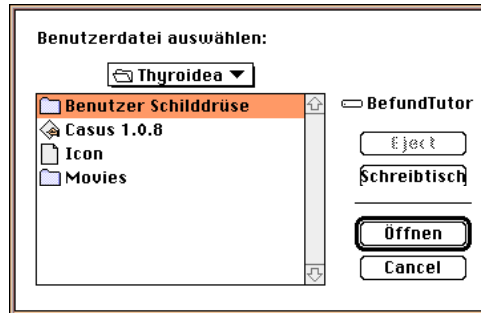 Benutzerdatei auswählen:
Thyroidea
Benutzer Schilddrüse
Casus 1.0.8
Icon
Movies
BefundTutor
Eject
Schreibtisch
Öffnen
Cancel